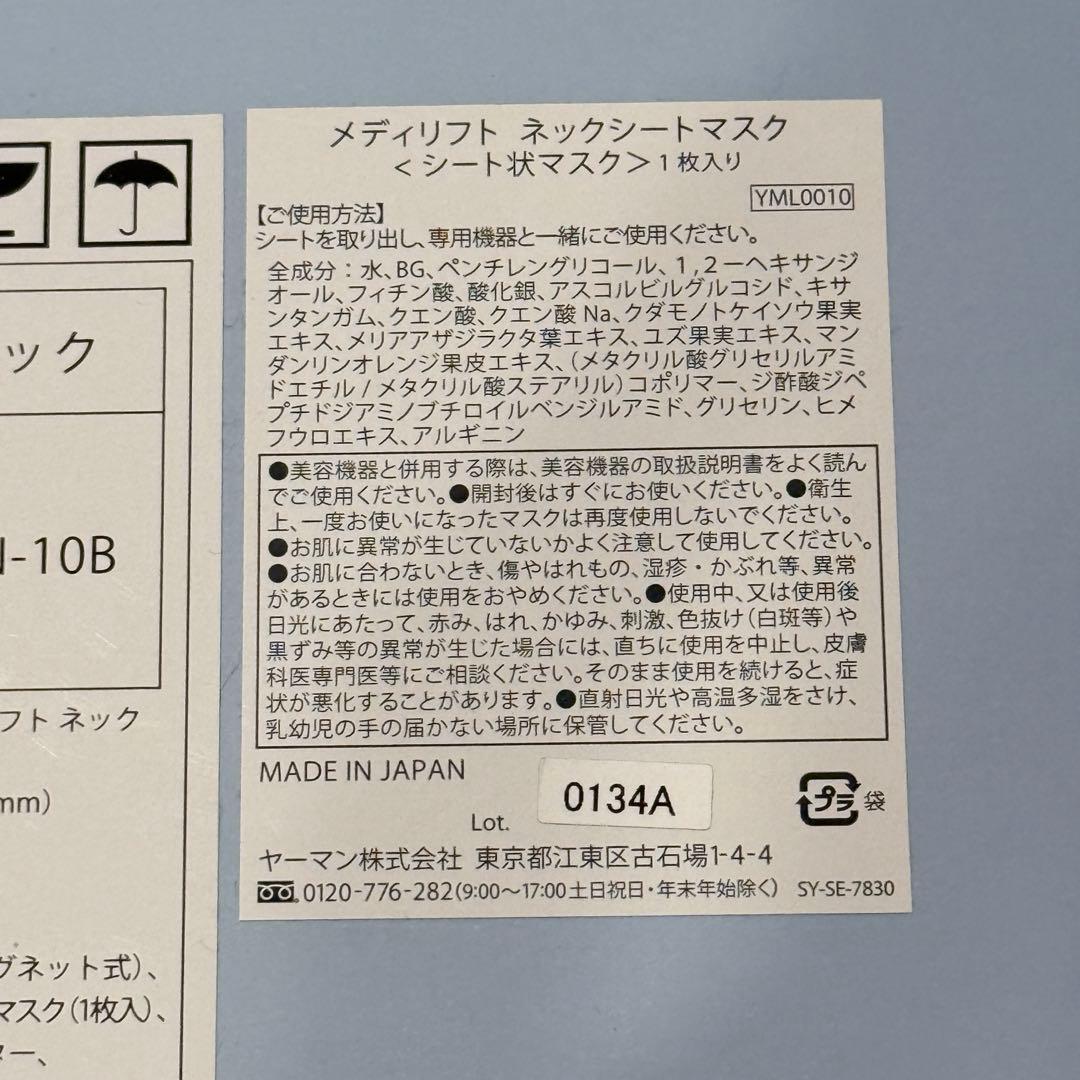 ック
N-10B
フト ネック
mm）
グネット式）、
マスク（1枚入）、
ター、
メディリフト ネックシートマスク
＜シート状マスク＞1枚入り
YML0010
【ご使用方法】
シートを取り出し、専用機器と一緒にご使用ください。
全成分：水、BG、ペンチレングリコール、1,2ーヘキサンジ
オール、フィチン酸、酸化銀、アスコルビルグルコシド、キサ
ンタンガム、クエン酸、クエン酸 Na、クダモノトケイソウ果実
エキス、メリアアザジラクタ葉エキス、ユズ果実エキス、マン
ダンリンオレンジ果皮エキス、（メタクリル酸グリセリルアミ
ドエチル / メタクリル酸ステアリル）コポリマー、ジ酢酸ジペ
プチドジアミノブチロイルベンジルアミド、グリセリン、ヒメ
フウロエキス、アルギニン
●美容機器と併用する際は、美容機器の取扱説明書をよく読ん
でご使用ください。●開封後はすぐにお使いください。●衛生
上、一度お使いになったマスクは再度使用しないでください。
●お肌に異常が生じていないかよく注意して使用してください。
●お肌に合わないとき、傷やはれもの、湿疹・かぶれ等、異常
があるときには使用をおやめください。●使用中、又は使用後
日光にあたって、赤み、はれ、かゆみ、刺激、色抜け（白斑等）や
黒ずみ等の異常が生じた場合には、直ちに使用を中止し、皮膚
科医専門医等にご相談ください。そのまま使用を続けると、症
状が悪化することがあります。●直射日光や高温多湿をさけ、
乳幼児の手の届かない場所に保管してください。
MADE IN JAPAN
Lot. 0134A
プラ 袋
ヤーマン株式会社 東京都江東区古石場1-4-4
0120-776-282（9:00～17:00 土日祝日・年末年始除く） SY-SE-7830